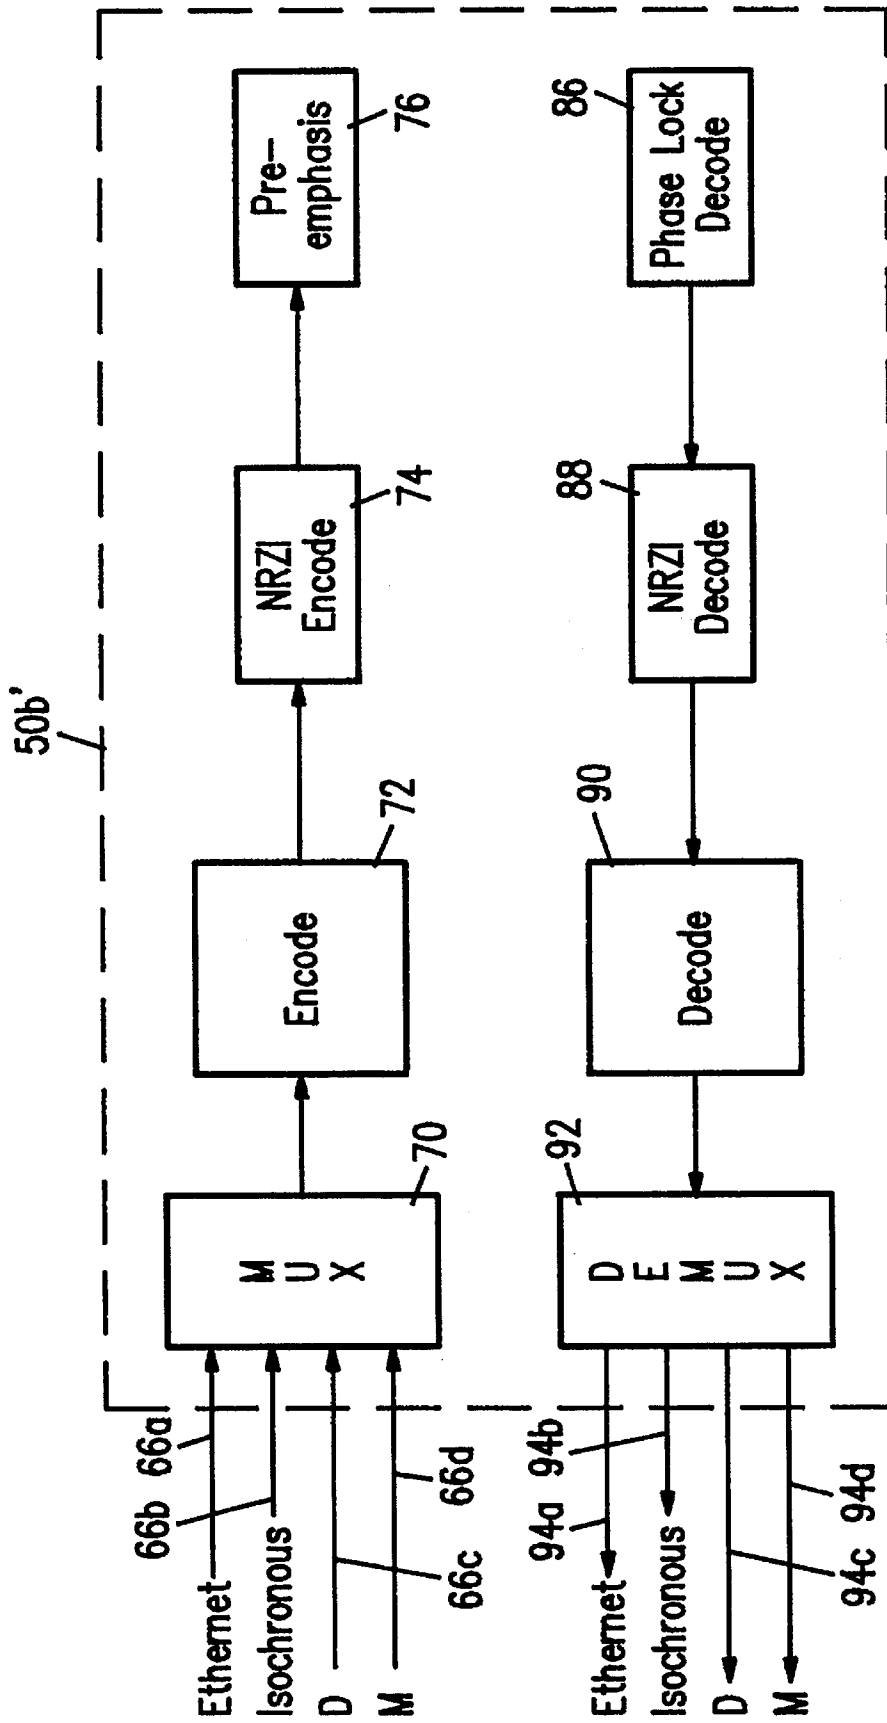 50b'
Ethernet
66a
66b
Isochronous
D
66c
M
66d
M
U
X
70
Encode
72
NRZI
Encode
74
Pre-
emphasis
76
Ethernet
94a
94b
Isochronous
D
94c
M
94d
D
E
M
U
X
92
Decode
90
NRZI
Decode
88
Phase Lock
Decode
86